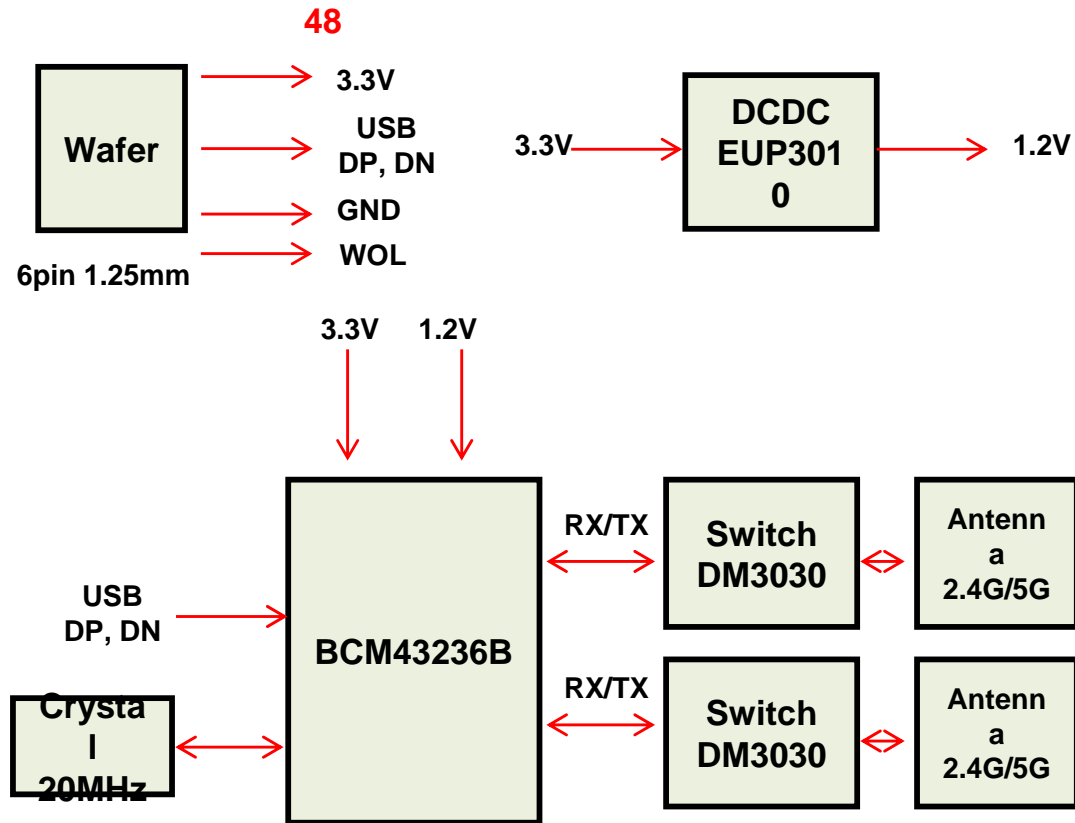 48
3.3V
Wafer
USB
DP, DN
GND
WOL
6pin 1.25mm
3.3V
DCDC
EUP301
0
1.2V
3.3V
1.2V
USB
DP, DN
Crysta
l
20MHz
BCM43236B
RX/TX
Switch
DM3030
Antenn
a
2.4G/5G
RX/TX
Switch
DM3030
Antenn
a
2.4G/5G